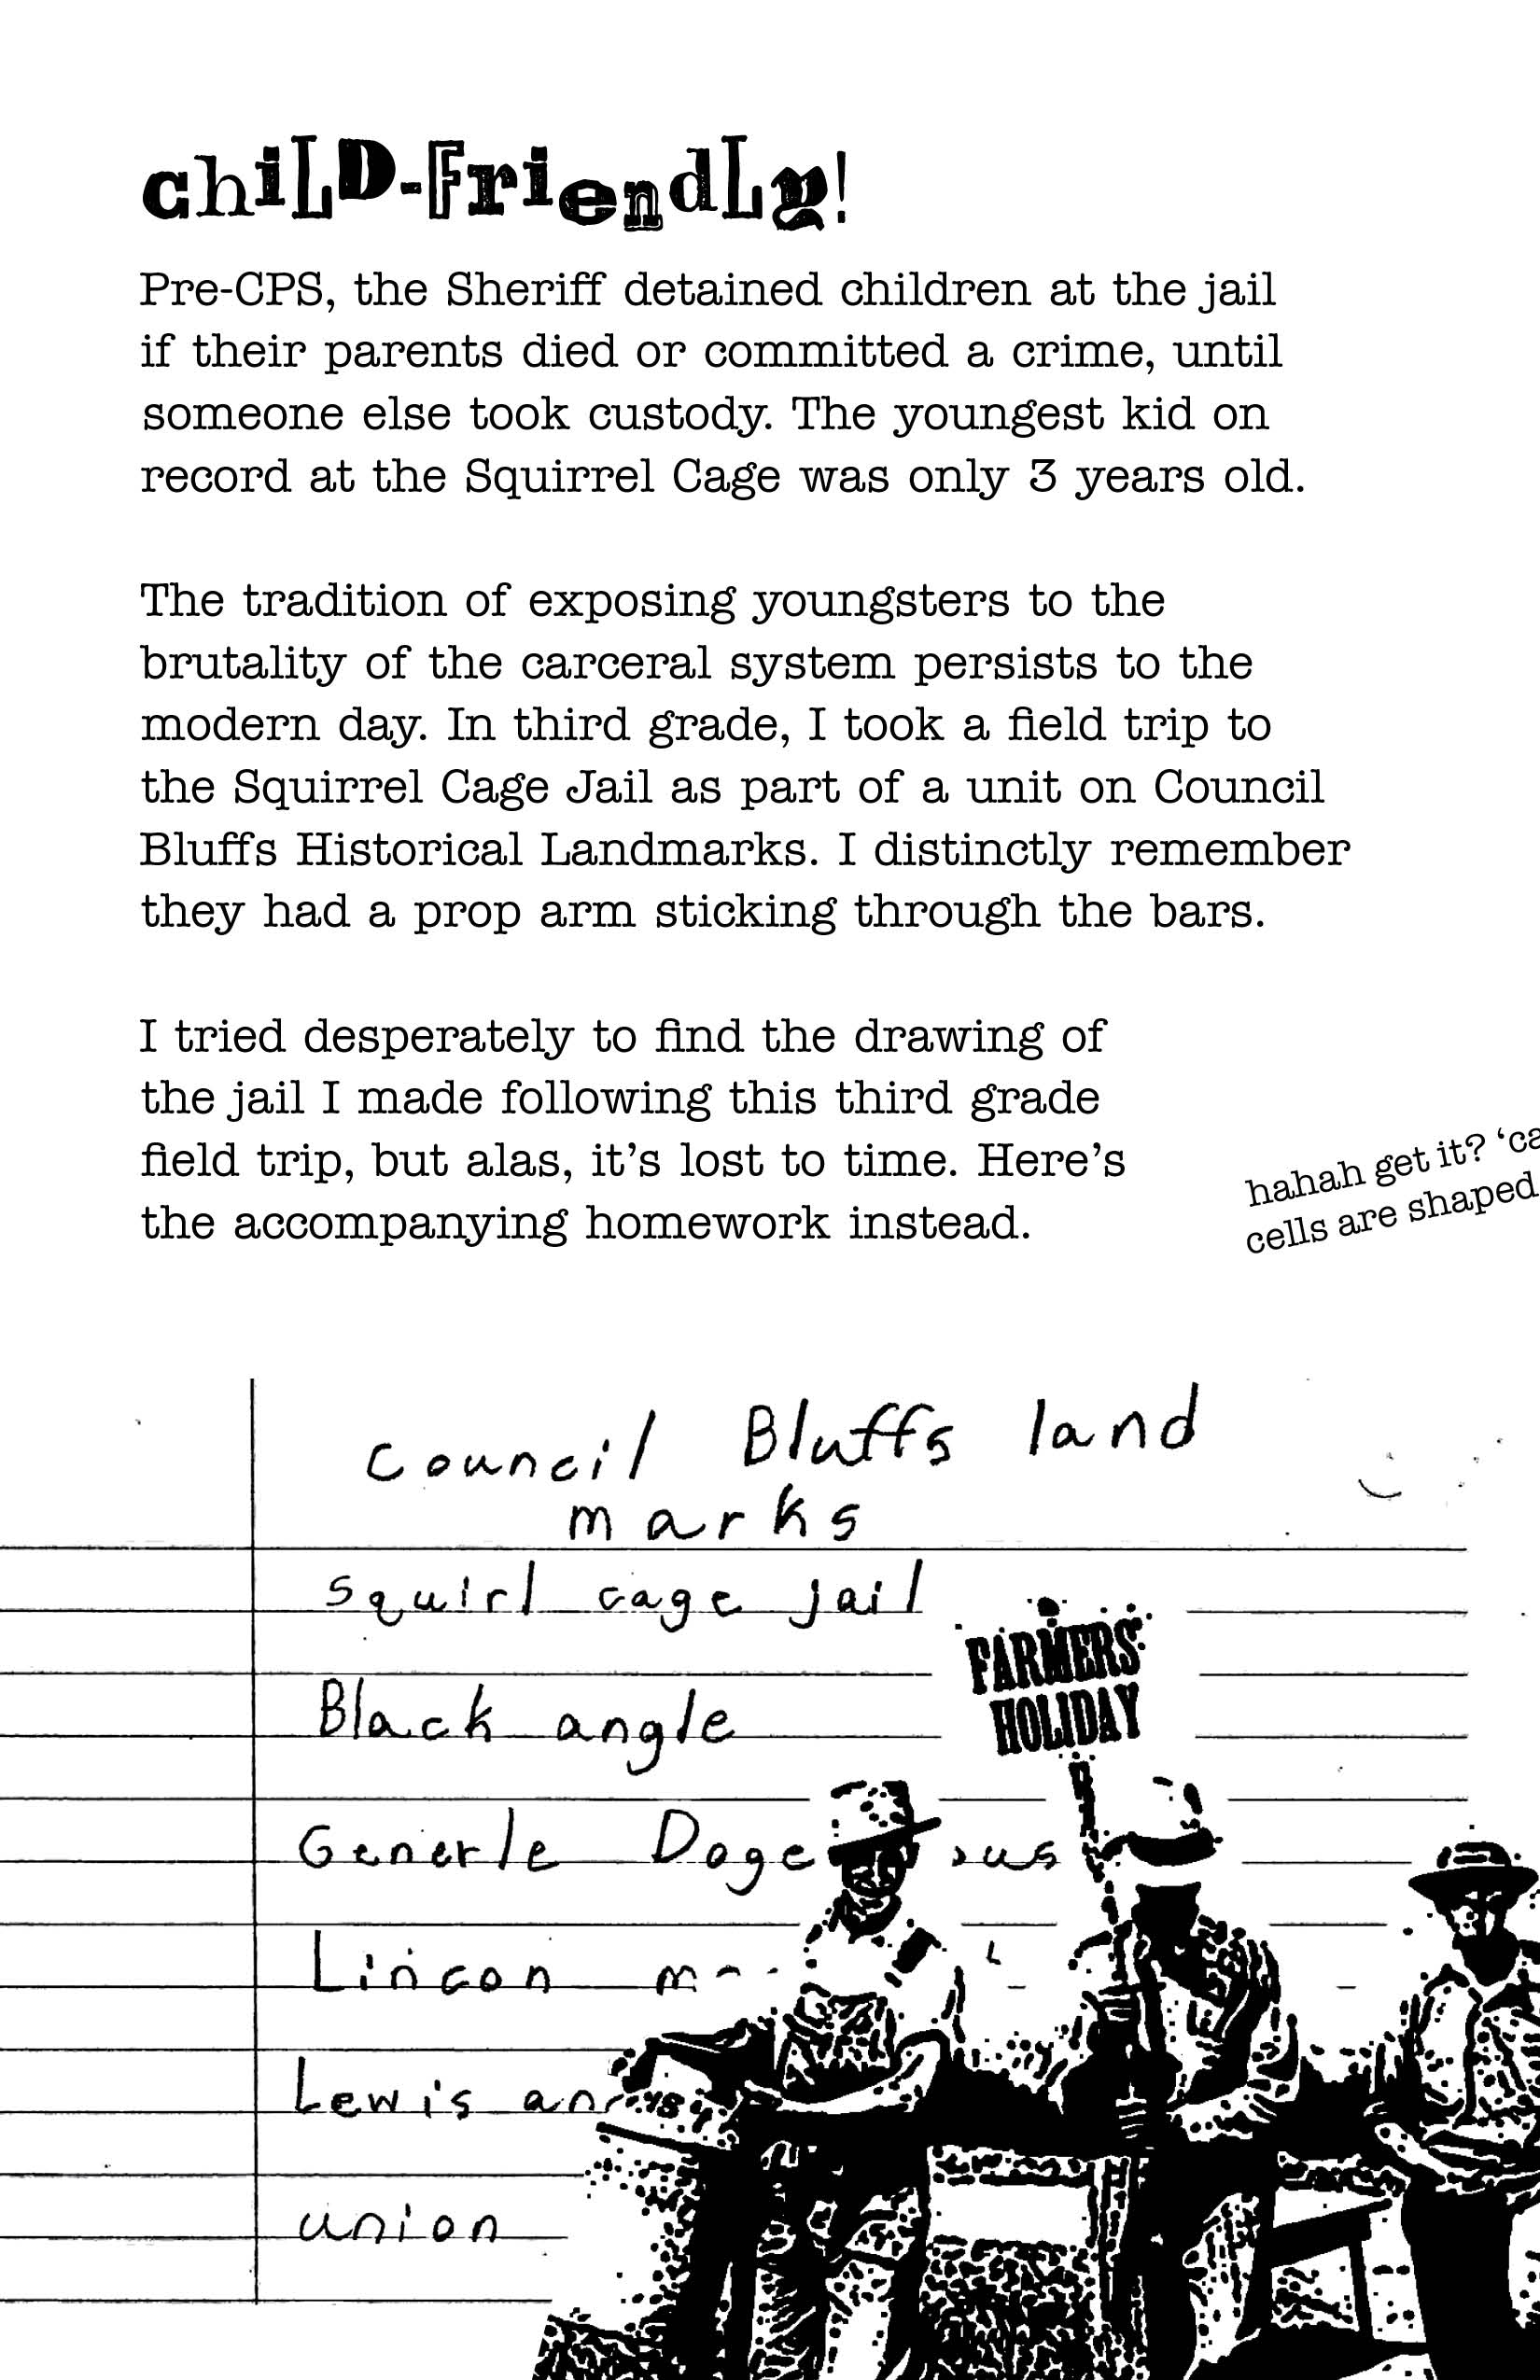 chiLD-FriendLy!
Pre-CPS, the Sheriff detained children at the jail
if their parents died or committed a crime, until
someone else took custody. The youngest kid on
record at the Squirrel Cage was only 3 years old.
The tradition of exposing youngsters to the
brutality of the carceral system persists to the
modern day. In third grade, I took a field trip to
the Squirrel Cage Jail as part of a unit on Council
Bluffs Historical Landmarks. I distinctly remember
they had a prop arm sticking through the bars.
I tried desperately to find the drawing of
the jail I made following this third grade
field trip, but alas, it’s lost to time. Here’s
the accompanying homework instead.
hahah get it? ‘ca
cells are shaped
Council Bluffs land
marks
squirl cage jail
FARMERS'
HOLIDAY
Black angle
Generle Doge
Lincon
Lewis an
union